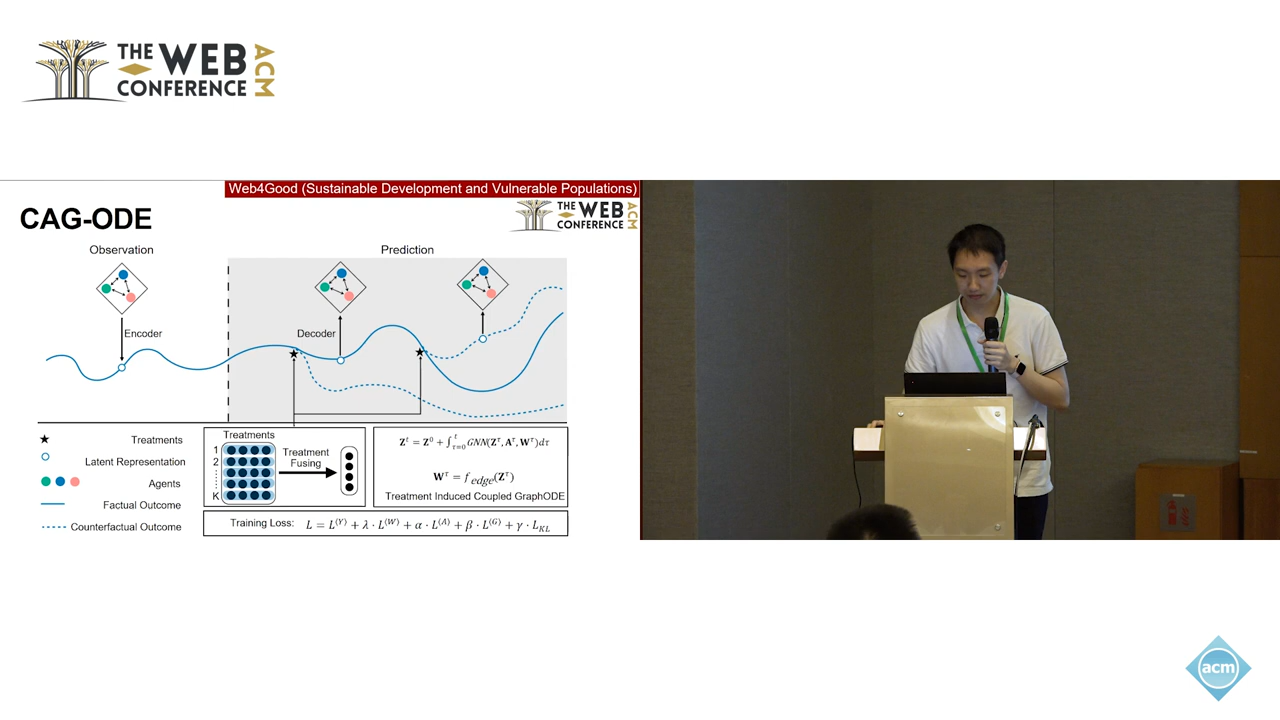 THE WEB
CONFERENCE
ACM
Web4Good (Sustainable Development and Vulnerable Populations)
CAG-ODE
THE WEB
CONFERENCE
ACM
Observation
Prediction
Encoder
Decoder
Treatments
Latent Representation
Agents
Factual Outcome
Counterfactual Outcome
Treatments
1
2
K
Treatment
Fusing
Z^t = Z^0 + ∫_{τ=0}^{t} GNN(Z^τ, A^τ, W^τ)dτ
W^τ = f_edge(Z^τ)
Treatment Induced Coupled GraphODE
Training Loss: L = L^(Y) + λ · L^(W) + α · L^(A) + β · L^(G) + γ · L_KL
acm